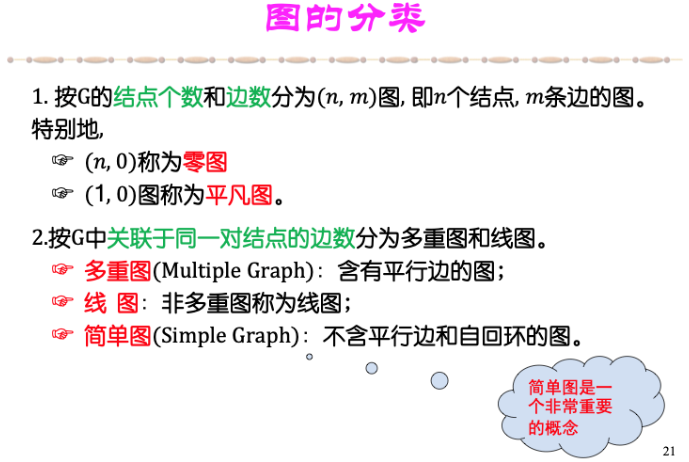 图的分类
1. 按G的结点个数和边数分为(n, m)图, 即n个结点, m条边的图。
特别地,
☞ (n, 0)称为零图
☞ (1, 0)图称为平凡图。
2.按G中关联于同一对结点的边数分为多重图和线图。
☞ 多重图(Multiple Graph)：含有平行边的图；
☞ 线 图：非多重图称为线图；
☞ 简单图(Simple Graph)：不含平行边和自回环的图。
简单图是一
个非常重要
的概念
21